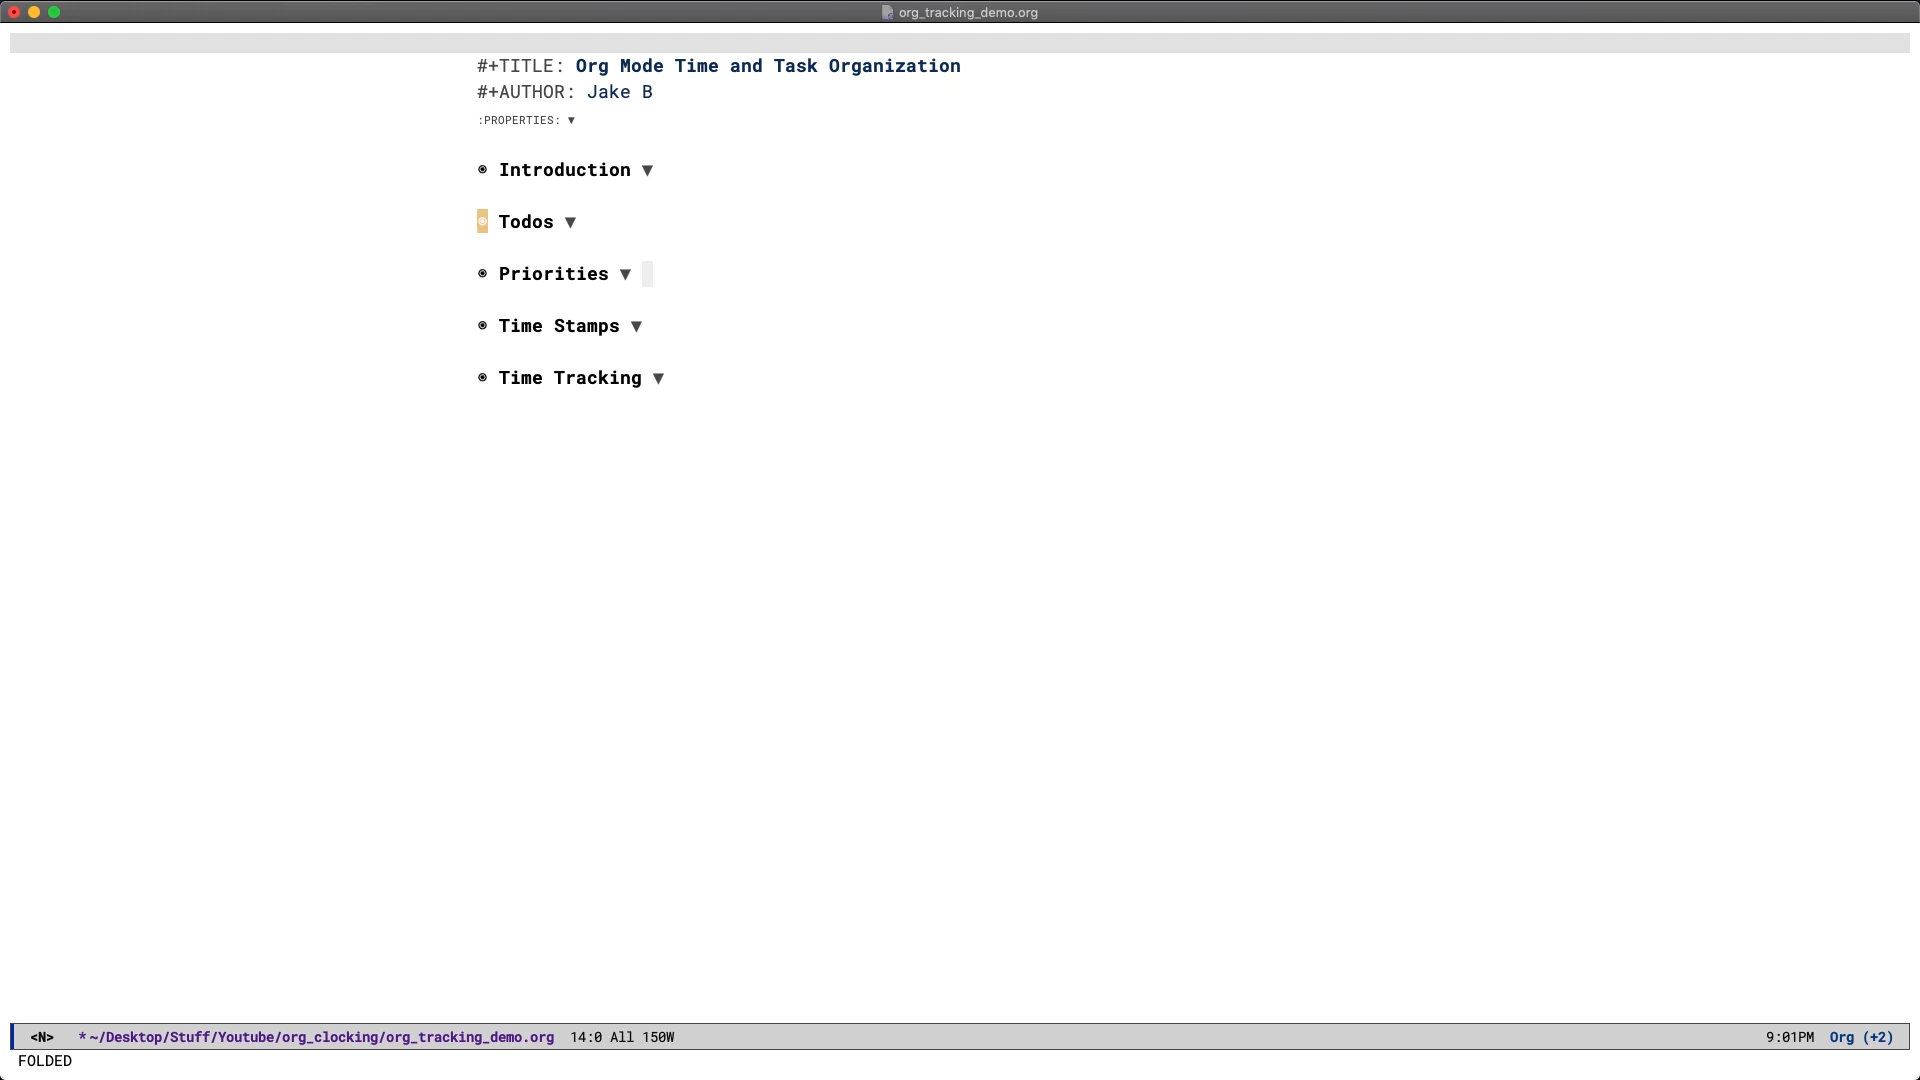 org_tracking_demo.org
#+TITLE: Org Mode Time and Task Organization
#+AUTHOR: Jake B
:PROPERTIES: ▼
◉ Introduction ▼
◉ Todos ▼
◉ Priorities ▼
◉ Time Stamps ▼
◉ Time Tracking ▼
<N> * ~/Desktop/Stuff/Youtube/org_clocking/org_tracking_demo.org 14:0 All 150W 9:01PM Org (+2)
FOLDED